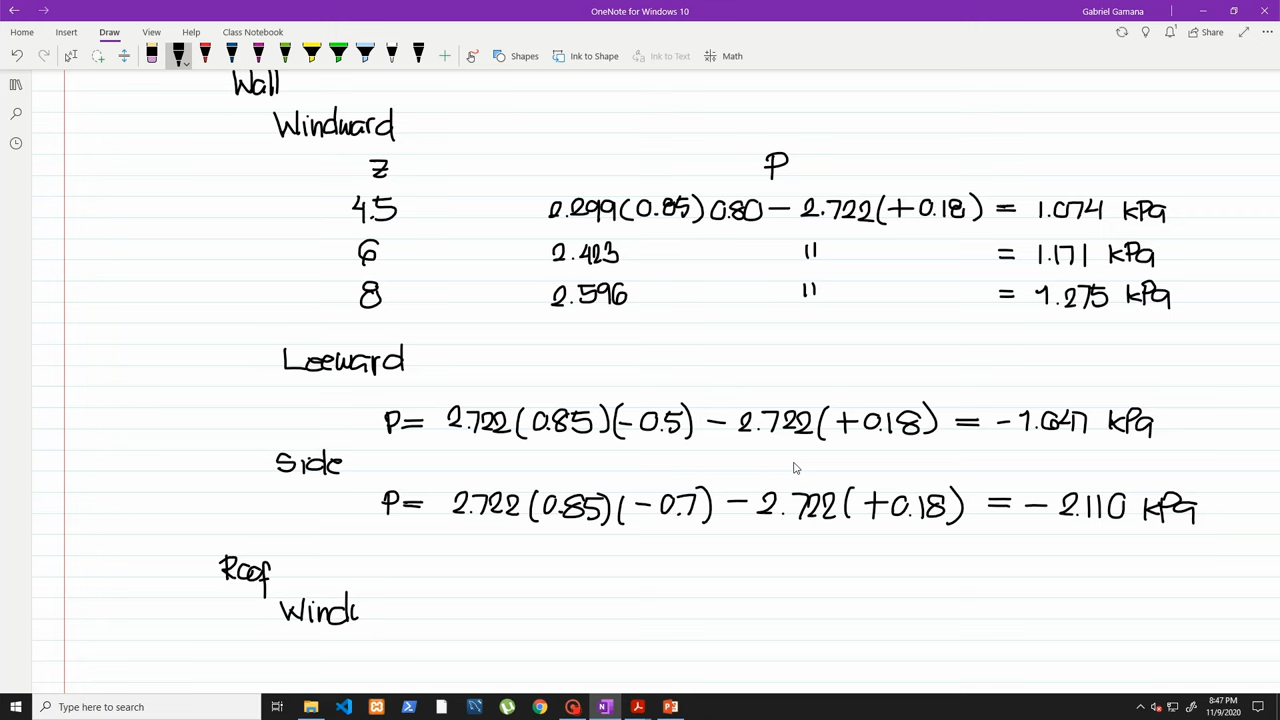 OneNote for Windows 10
Gabriel Gamana
Home Insert Draw View Help Class Notebook
Share
Shapes Ink to Shape Ink to Text Math
Wall
Windward
z P
4.5 2.299(0.85)0.80 - 2.722(+0.18) = 1.074 kPa
6 2.423 " = 1.171 kPa
8 2.596 " = 1.275 kPa
Leeward
P= 2.722(0.85)(-0.5) - 2.722(+0.18) = -1.647 kPa
Side
P= 2.722(0.85)(-0.7) - 2.722(+0.18) = -2.110 kPa
Roof
Wind
Type here to search
8:47 PM
11/9/2020